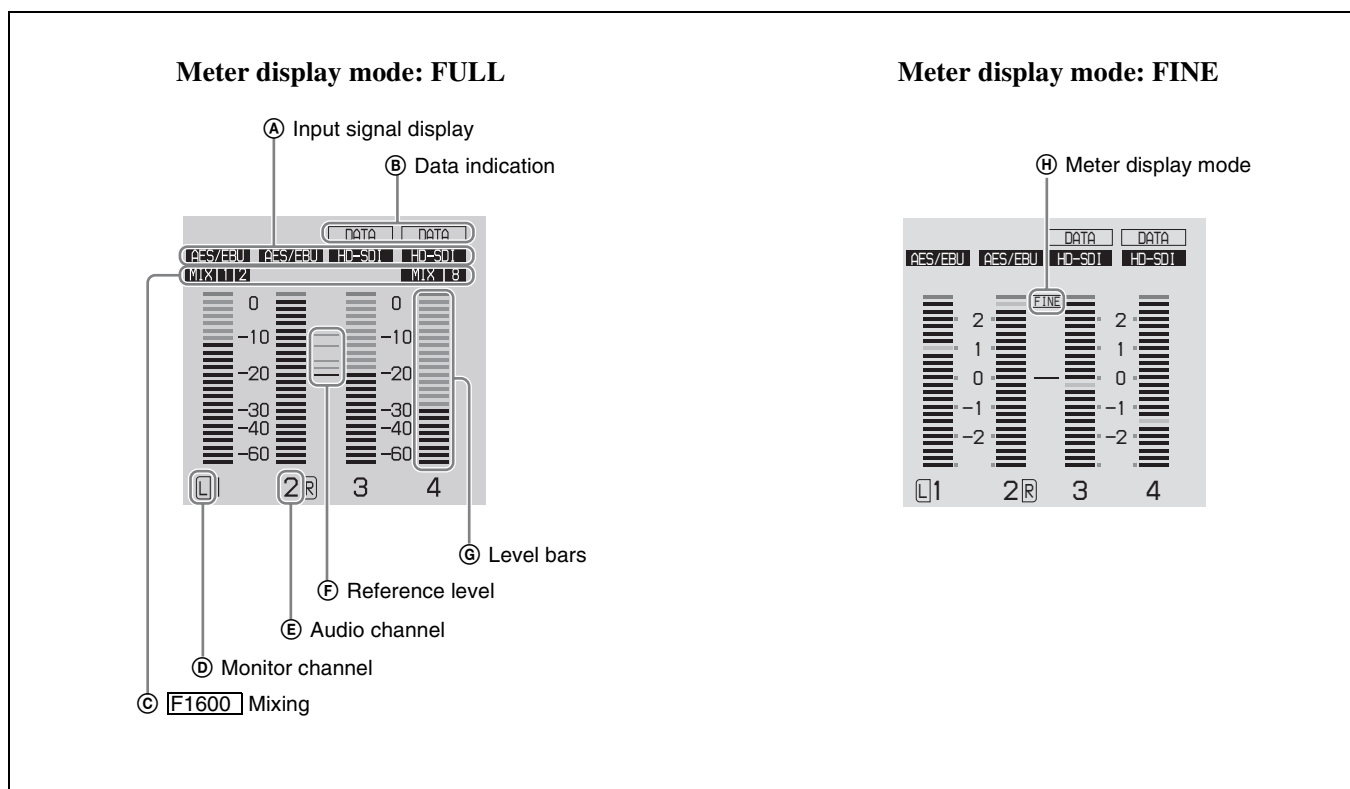 Meter display mode: FULL
Ⓐ Input signal display
Ⓑ Data indication
DATA DATA
AES/EBU AES/EBU HD-SDI HD-SDI
MIX 1 2 MIX 8
0 0
-10 -10
-20 -20
-30 -30
-40 -40
-60 -60
L 1 2 R 3 4
Ⓖ Level bars
Ⓕ Reference level
Ⓔ Audio channel
Ⓓ Monitor channel
Ⓒ F1600 Mixing
Meter display mode: FINE
Ⓗ Meter display mode
DATA DATA
AES/EBU AES/EBU HD-SDI HD-SDI
FINE
2 2
1 1
0 0
-1 -1
-2 -2
L 1 2 R 3 4